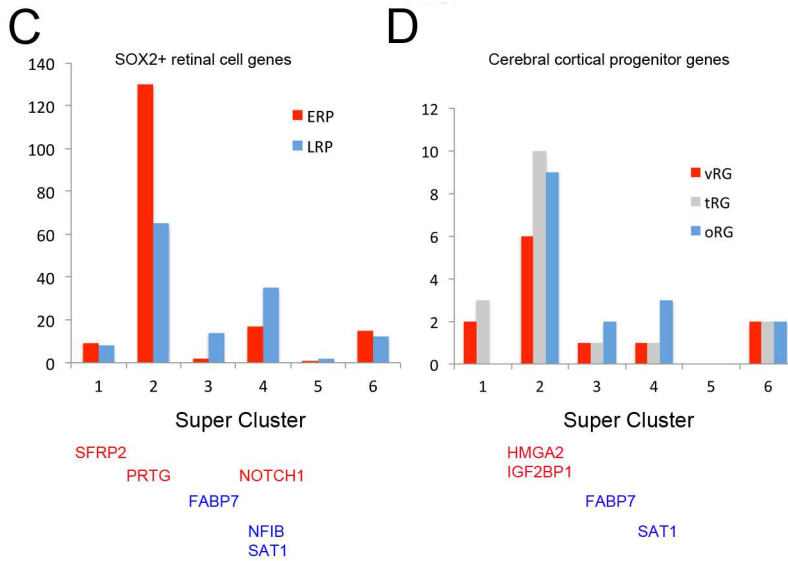 C
SOX2+ retinal cell genes
140
120
100
80
60
40
20
0
ERP
LRP
1 2 3 4 5 6
Super Cluster
SFRP2
PRTG
NOTCH1
FABP7
NFIB
SAT1
D
Cerebral cortical progenitor genes
12
10
8
6
4
2
0
vRG
tRG
oRG
1 2 3 4 5 6
Super Cluster
HMGA2
IGF2BP1
FABP7
SAT1